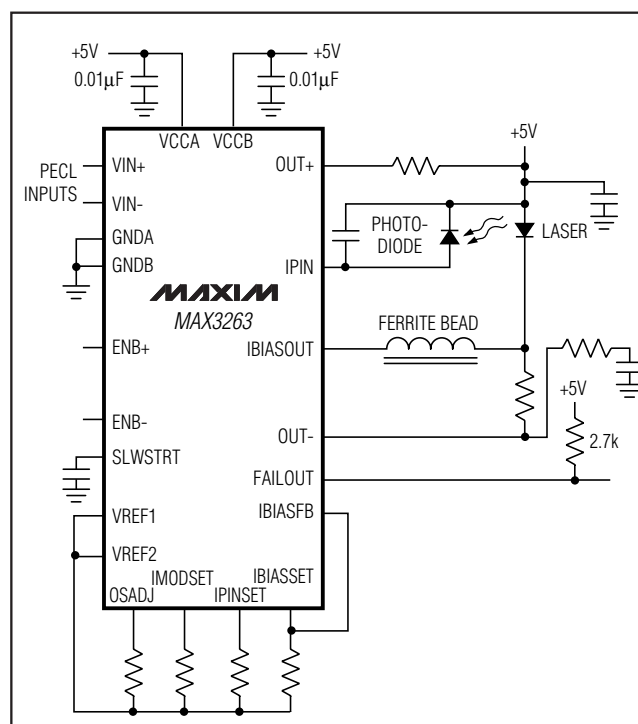 +5V
+5V
0.01µF
0.01µF
VCCA
VCCB
+5V
PECL
INPUTS
VIN+
OUT+
VIN-
PHOTO-
DIODE
LASER
GNDA
GNDB
IPIN
MAXIM
MAX3263
FERRITE BEAD
ENB+
IBIASOUT
+5V
ENB-
OUT-
2.7k
SLWSTRT
FAILOUT
VREF1
IBIASFB
VREF2
IBIASSET
IMODSET
OSADJ
IPINSET